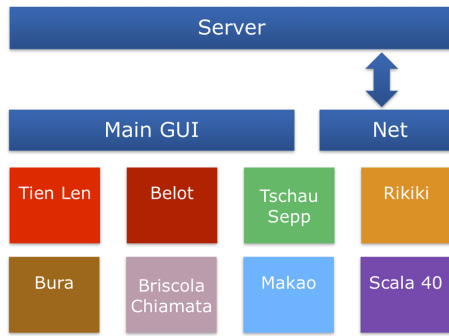 Server
Main GUI
Net
Tien Len
Belot
Tschau
Sepp
Rikiki
Bura
Briscola
Chiamata
Makao
Scala 40